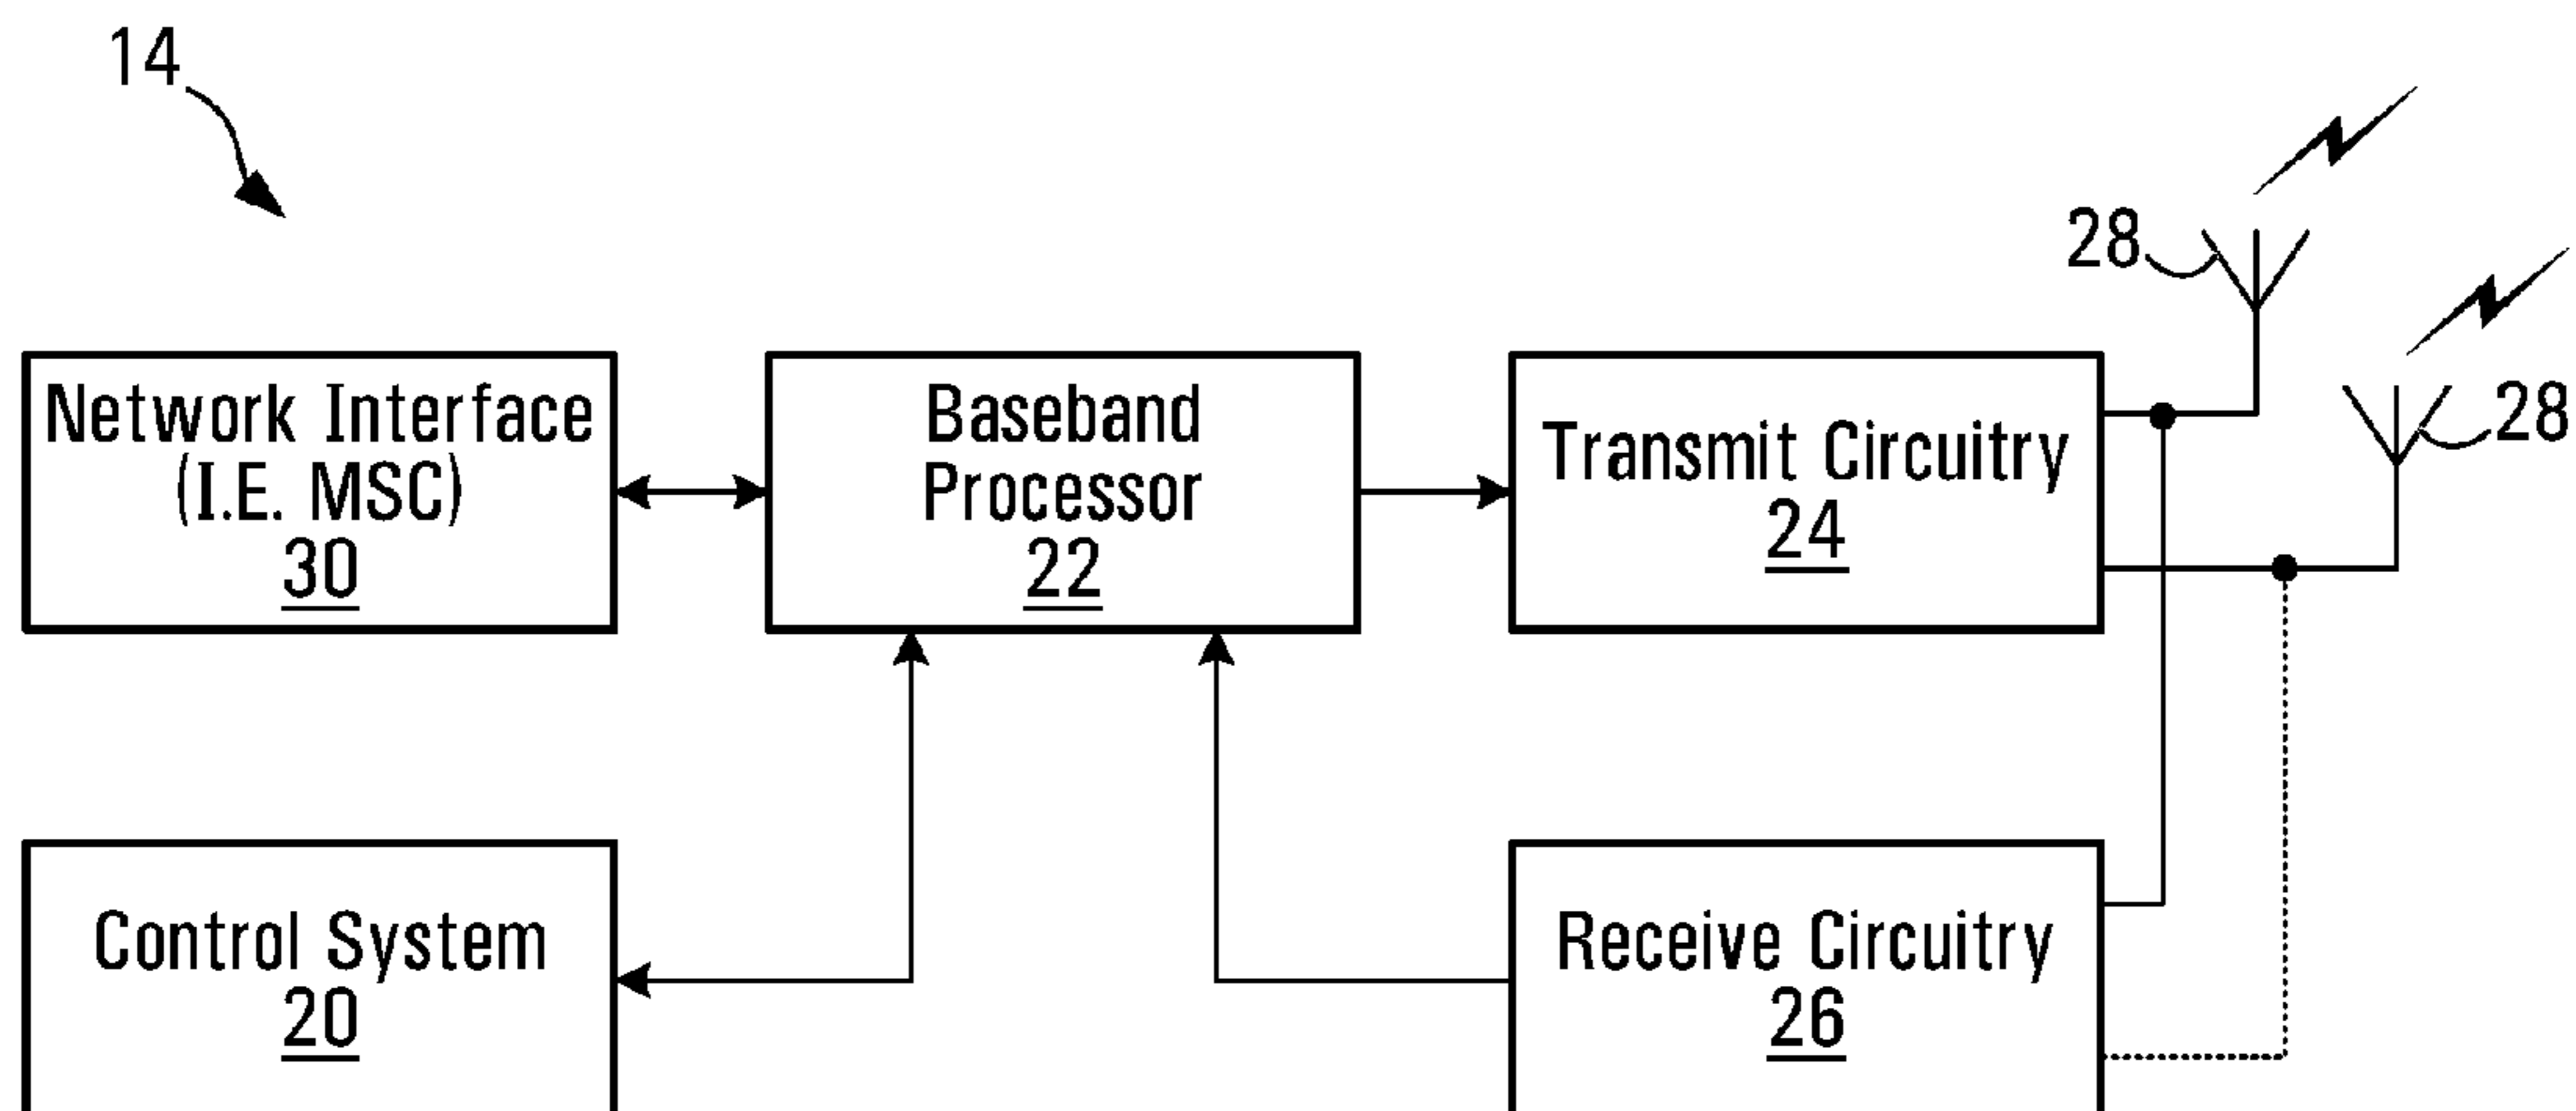 14
28
28
Network Interface
(I.E. MSC)
30
Baseband
Processor
22
Transmit Circuitry
24
Control System
20
Receive Circuitry
26